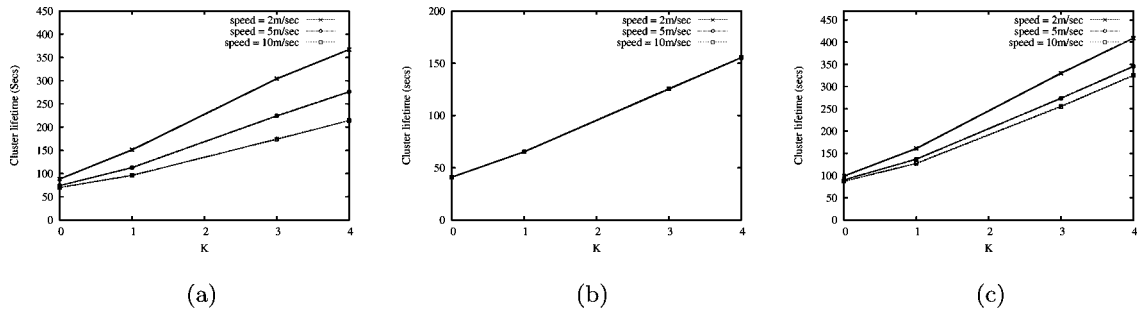 450
400
350
300
250
200
150
100
50
0
Cluster lifetime (Secs)
0 1 2 3 4
K
speed = 2m/sec
speed = 5m/sec
speed = 10m/sec
(a)
200
150
100
50
0
Cluster lifetime (secs)
0 1 2 3 4
K
speed = 2m/sec
speed = 5m/sec
speed = 10m/sec
(b)
450
400
350
300
250
200
150
100
50
0
Cluster lifetime (secs)
0 1 2 3 4
K
speed = 2m/sec
speed = 5m/sec
speed = 10m/sec
(c)